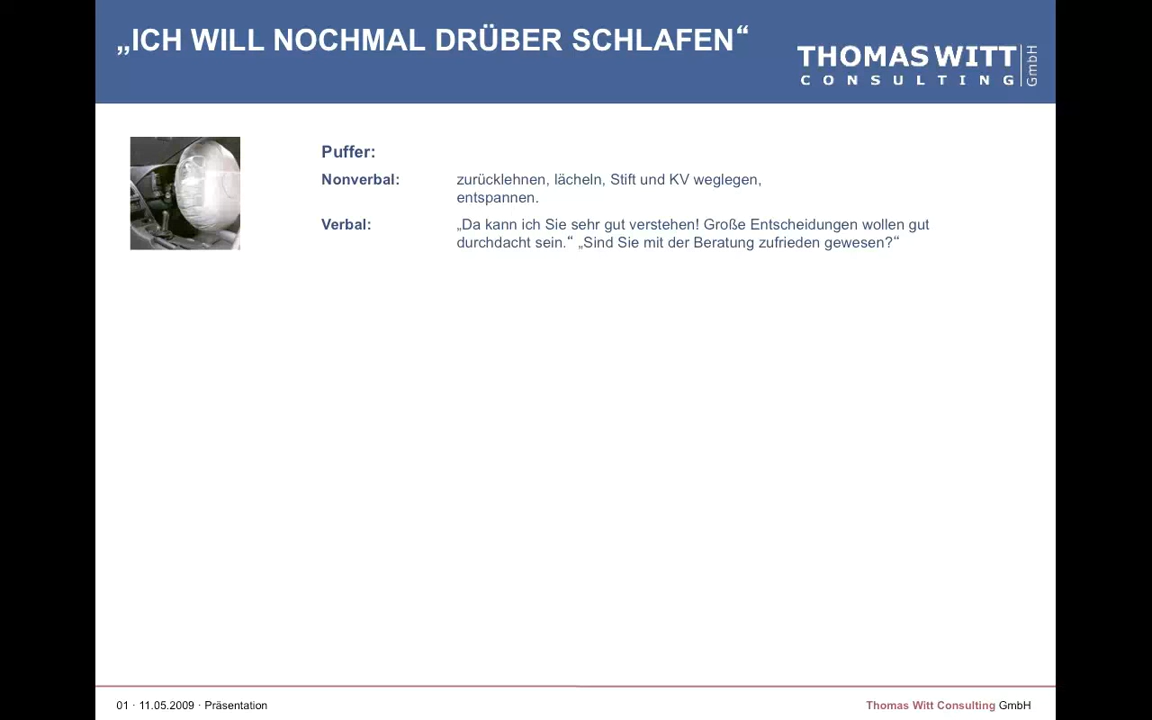 „ICH WILL NOCHMAL DRÜBER SCHLAFEN“
THOMAS WITT
CONSULTING
GmbH
Puffer:
Nonverbal: zurücklehnen, lächeln, Stift und KV weglegen,
entspannen.
Verbal: „Da kann ich Sie sehr gut verstehen! Große Entscheidungen wollen gut
durchdacht sein.“ „Sind Sie mit der Beratung zufrieden gewesen?“
01 · 11.05.2009 · Präsentation
Thomas Witt Consulting GmbH